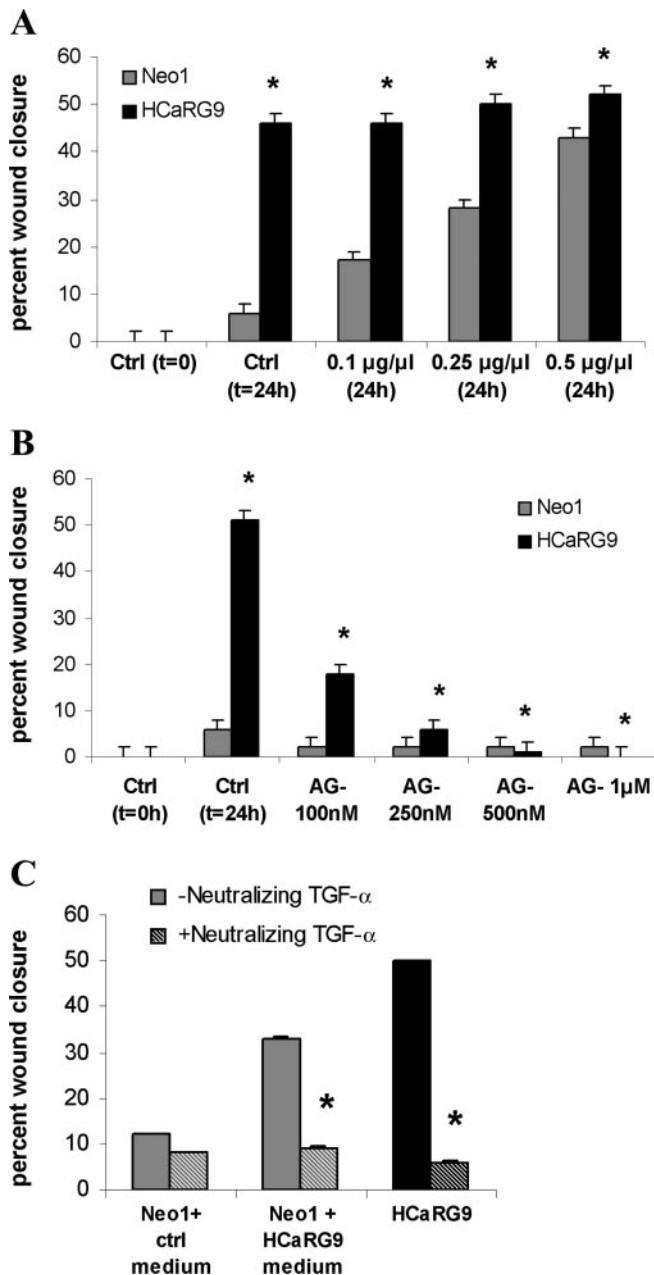 A
60
50
40
30
20
10
0
percent wound closure
Neo1
HCaRG9
*
*
*
*
Ctrl (t=0)
Ctrl
(t=24h)
0.1 µg/µl
(24h)
0.25 µg/µl
(24h)
0.5 µg/µl
(24h)
B
60
50
40
30
20
10
0
percent wound closure
Neo1
HCaRG9
*
*
*
*
*
Ctrl
(t=0h)
Ctrl
(t=24h)
AG-
100nM
AG-
250nM
AG-
500nM
AG- 1µM
C
-Neutralizing TGF-α
+Neutralizing TGF-α
60
50
40
30
20
10
0
percent wound closure
*
*
Neo1+
ctrl
medium
Neo1 +
HCaRG9
medium
HCaRG9